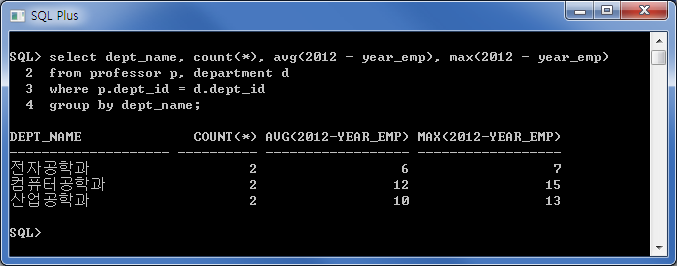 SQL Plus
SQL> select dept_name, count(*), avg(2012 - year_emp), max(2012 - year_emp)
2 from professor p, department d
3 where p.dept_id = d.dept_id
4 group by dept_name;
DEPT_NAME COUNT(*) AVG(2012-YEAR_EMP) MAX(2012-YEAR_EMP)
-------------------- ---------- ------------------ ------------------
전자공학과 2 6 7
컴퓨터공학과 2 12 15
산업공학과 2 10 13
SQL>